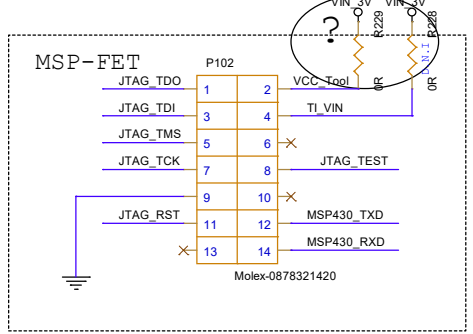 VIN_3V VIN_3V
?
R229 R228
D.N.I
0R 0R
MSP-FET
P102
JTAG_TDO 1 2 VCC_Tool
JTAG_TDI 3 4 TI_VIN
JTAG_TMS 5 6
JTAG_TCK 7 8 JTAG_TEST
9 10
JTAG_RST 11 12 MSP430_TXD
13 14 MSP430_RXD
Molex-0878321420